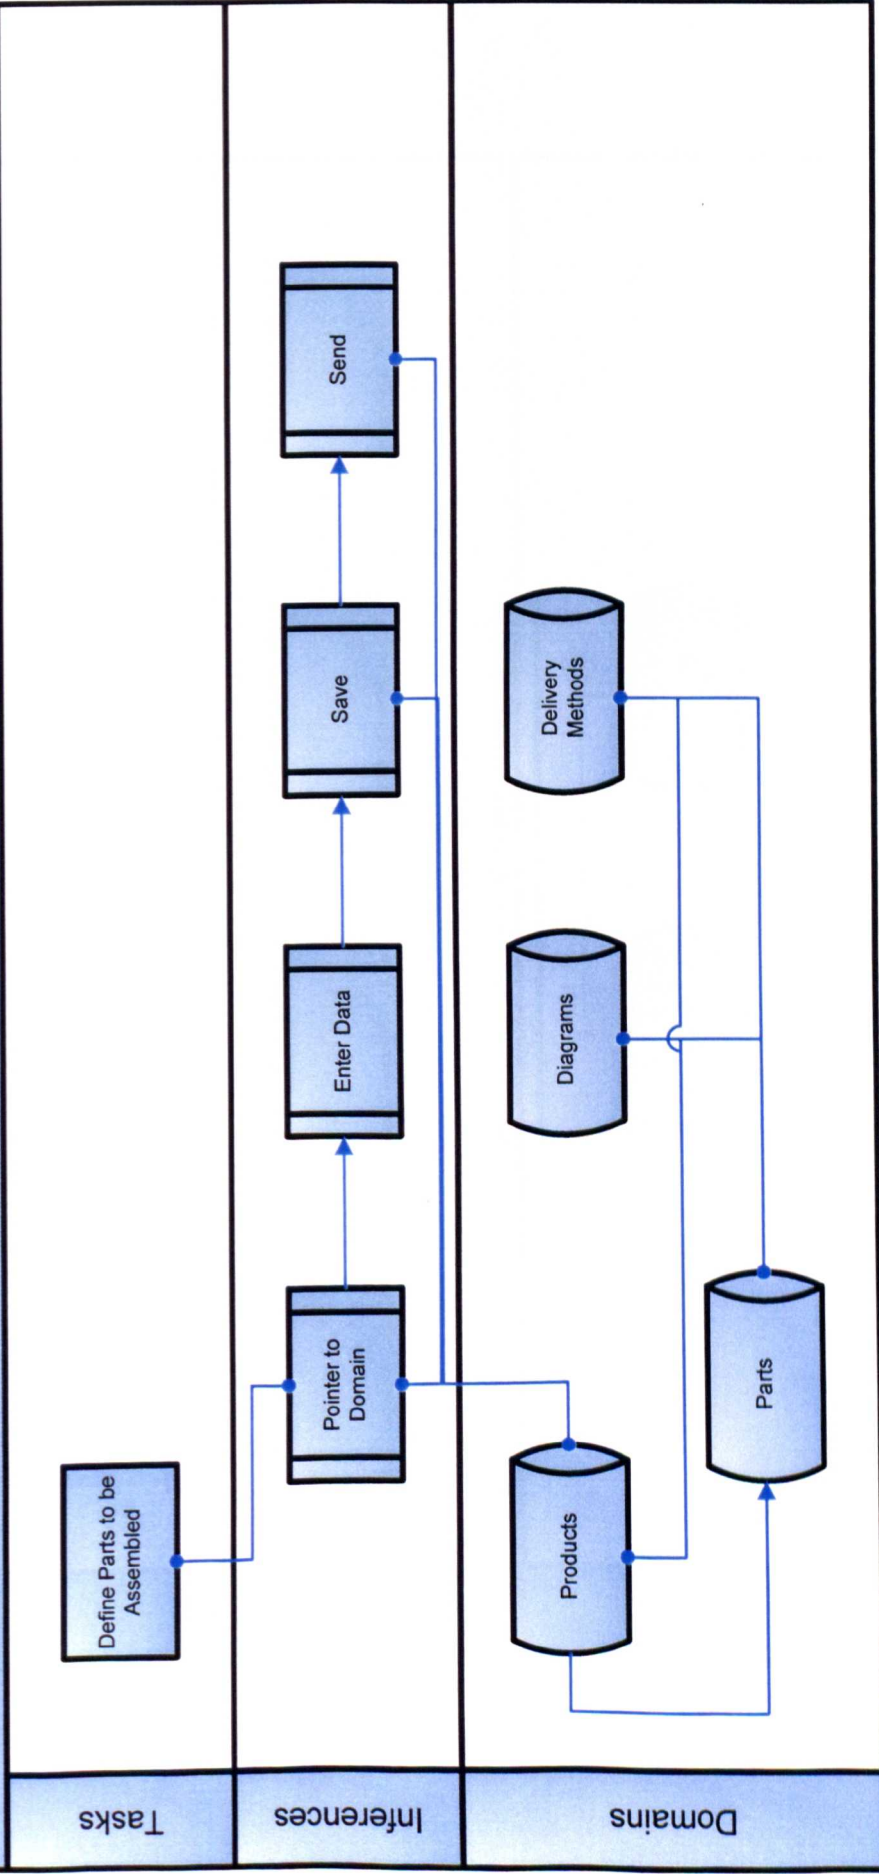 Tasks
Define Parts to be
Assembled
Inferences
Pointer to
Domain
Enter Data
Save
Send
Domains
Products
Parts
Diagrams
Delivery
Methods